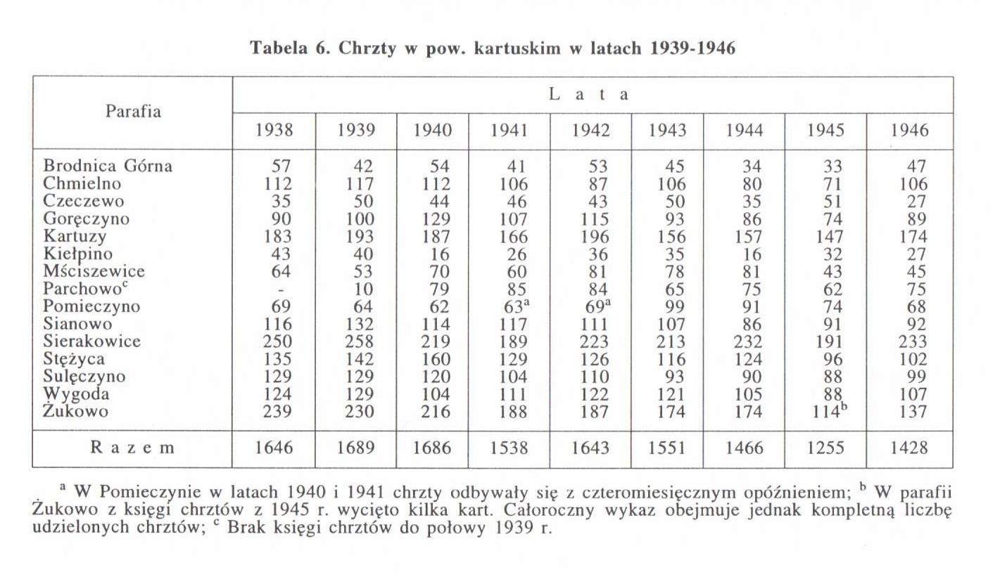 Tabela 6. Chrzty w pow. kartuskim w latach 1939-1946
Parafia
L a t a
1938 1939 1940 1941 1942 1943 1944 1945 1946
Brodnica Górna 57 42 54 41 53 45 34 33 47
Chmielno 112 117 112 106 87 106 80 71 106
Czeczewo 35 50 44 46 43 50 35 51 27
Goręczyno 90 100 129 107 115 93 86 74 89
Kartuzy 183 193 187 166 196 156 157 147 174
Kiełpino 43 40 16 26 36 35 16 32 27
Mściszewice 64 53 70 60 81 78 81 43 45
Parchowoᶜ - 10 79 85 84 65 75 62 75
Pomieczyno 69 64 62 63ᵃ 69ᵃ 99 91 74 68
Sianowo 116 132 114 117 111 107 86 91 92
Sierakowice 250 258 219 189 223 213 232 191 233
Stężyca 135 142 160 129 126 116 124 96 102
Sulęczyno 129 129 120 104 110 93 90 88 99
Wygoda 124 129 104 111 122 121 105 88 107
Żukowo 239 230 216 188 187 174 174 114ᵇ 137
R a z e m 1646 1689 1686 1538 1643 1551 1466 1255 1428
ᵃ W Pomieczynie w latach 1940 i 1941 chrzty odbywały się z czteromiesięcznym opóźnieniem; ᵇ W parafii
Żukowo z księgi chrztów z 1945 r. wycięto kilka kart. Całoroczny wykaz obejmuje jednak kompletną liczbę
udzielonych chrztów; ᶜ Brak księgi chrztów do połowy 1939 r.